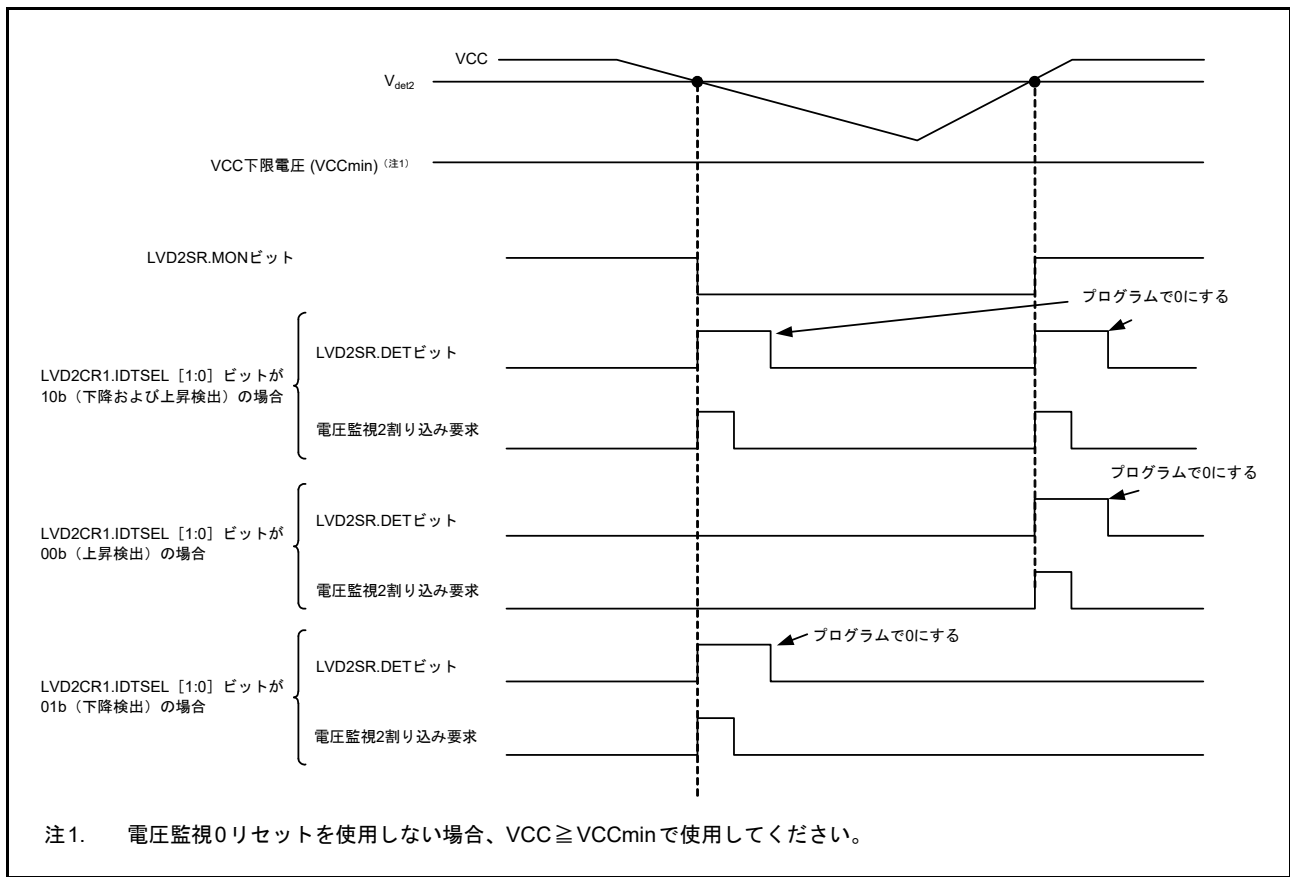 VCC
Vdet2
VCC下限電圧 (VCCmin)（注1）
LVD2SR.MONビット
プログラムで0にする
LVD2SR.DETビット
LVD2CR1.IDTSEL［1:0］ビットが
10b（下降および上昇検出）の場合
電圧監視2割り込み要求
プログラムで0にする
LVD2SR.DETビット
LVD2CR1.IDTSEL［1:0］ビットが
00b（上昇検出）の場合
電圧監視2割り込み要求
プログラムで0にする
LVD2SR.DETビット
LVD2CR1.IDTSEL［1:0］ビットが
01b（下降検出）の場合
電圧監視2割り込み要求
注1. 電圧監視0リセットを使用しない場合、VCC≧VCCminで使用してください。